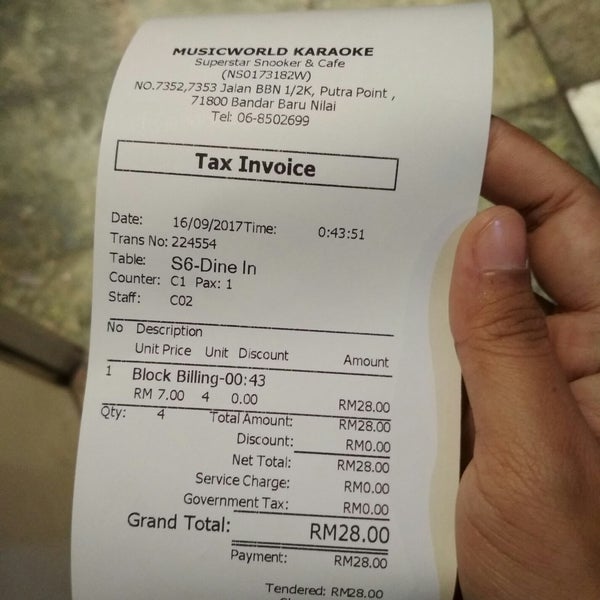 MUSICWORLD KARAOKE
Superstar Snooker & Cafe
(NS0173182W)
NO.7352,7353 Jalan BBN 1/2K, Putra Point ,
71800 Bandar Baru Nilai
Tel: 06-8502699
Tax Invoice
Date: 16/09/2017Time: 0:43:51
Trans No: 224554
Table: S6-Dine In
Counter: C1 Pax: 1
Staff: C02
No Description
Unit Price Unit Discount Amount
1 Block Billing-00:43
RM 7.00 4 0.00 RM28.00
Qty: 4 Total Amount: RM28.00
Discount: RM0.00
Net Total: RM28.00
Service Charge: RM0.00
Government Tax: RM0.00
Grand Total: RM28.00
Payment: RM28.00
Tendered: RM28.00